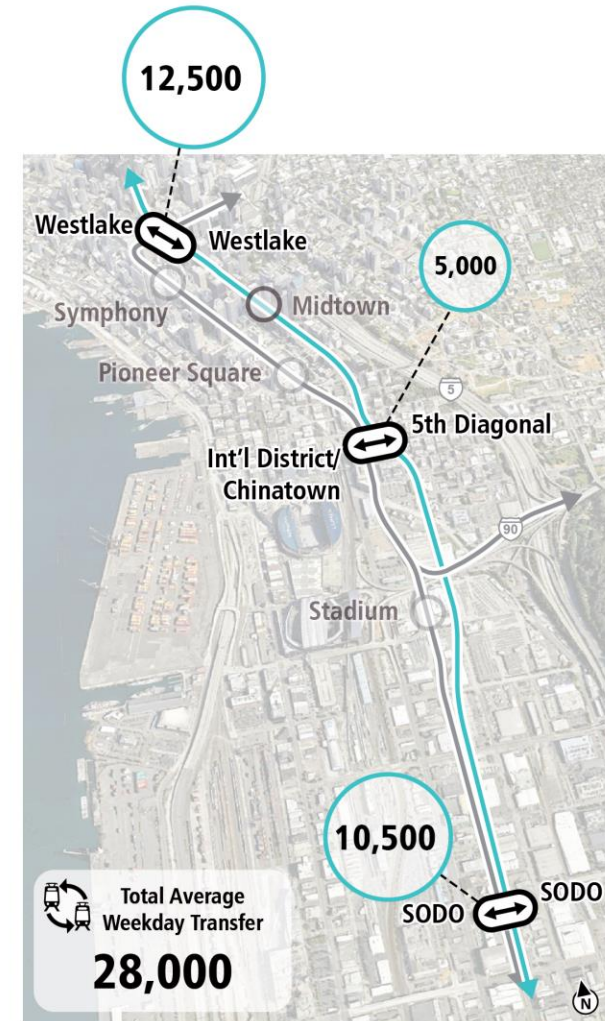 12,500
Westlake
Westlake
5,000
Symphony
Midtown
Pioneer Square
5
5th Diagonal
Int'l District/
Chinatown
90
Stadium
10,500
SODO
SODO
Total Average
Weekday Transfer
28,000
N